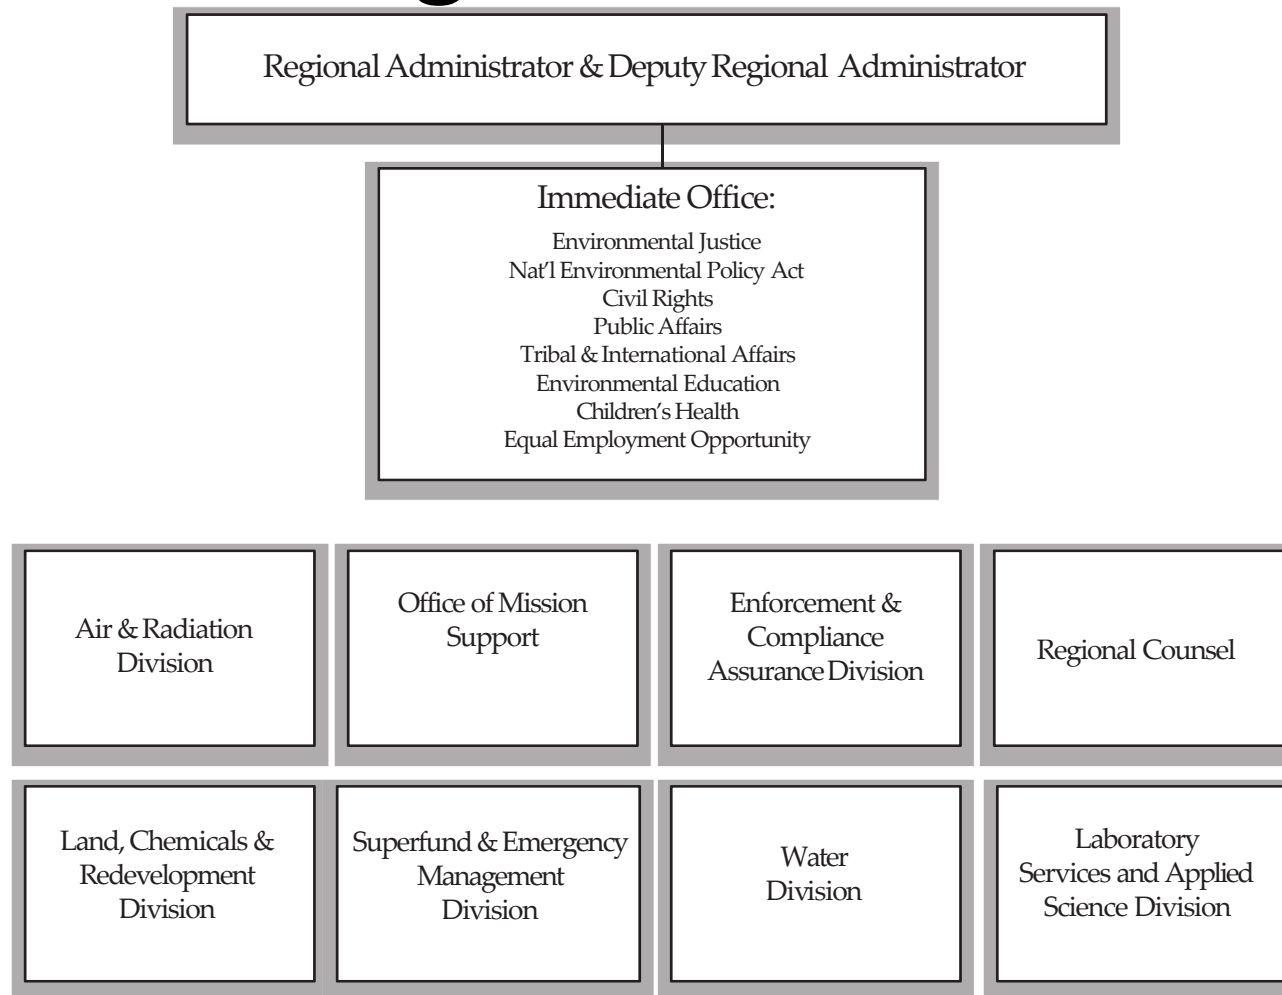 Regional Administrator & Deputy Regional Administrator
Immediate Office:
Environmental Justice
Nat'l Environmental Policy Act
Civil Rights
Public Affairs
Tribal & International Affairs
Environmental Education
Children's Health
Equal Employment Opportunity
Air & Radiation
Division
Office of Mission
Support
Enforcement &
Compliance
Assurance Division
Regional Counsel
Land, Chemicals &
Redevelopment
Division
Superfund & Emergency
Management
Division
Water
Division
Laboratory
Services and Applied
Science Division